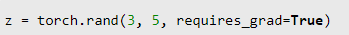 z = torch.rand(3, 5, requires_grad=True)